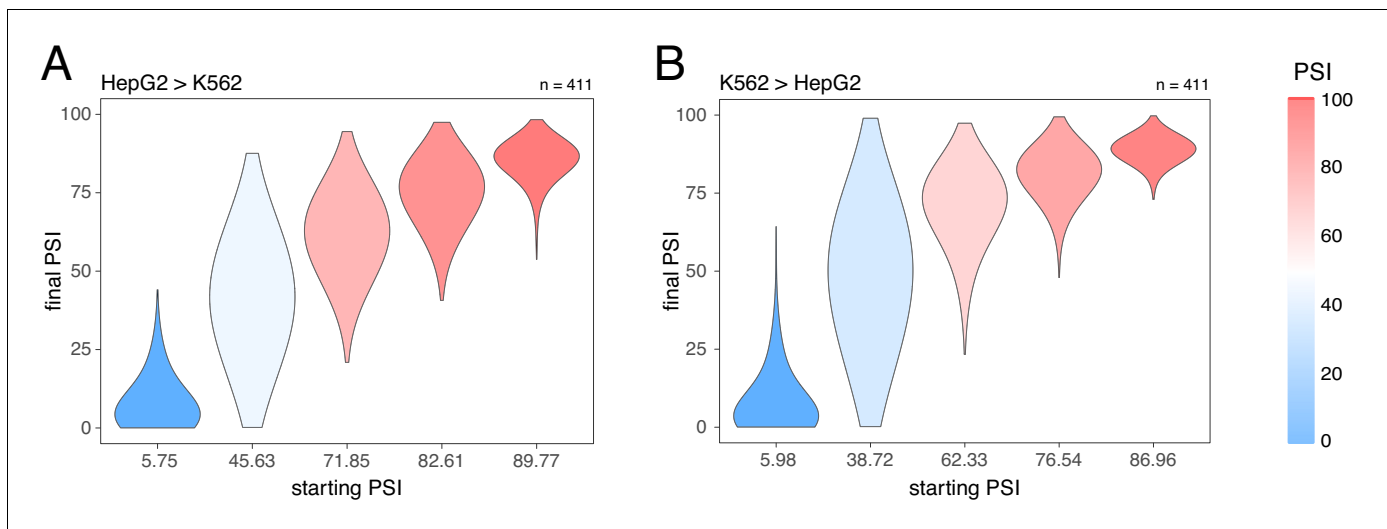 A
HepG2 > K562
n = 411
final PSI
100
75
50
25
0
5.75
45.63
71.85
82.61
89.77
starting PSI
B
K562 > HepG2
n = 411
final PSI
100
75
50
25
0
5.98
38.72
62.33
76.54
86.96
starting PSI
PSI
100
80
60
40
20
0